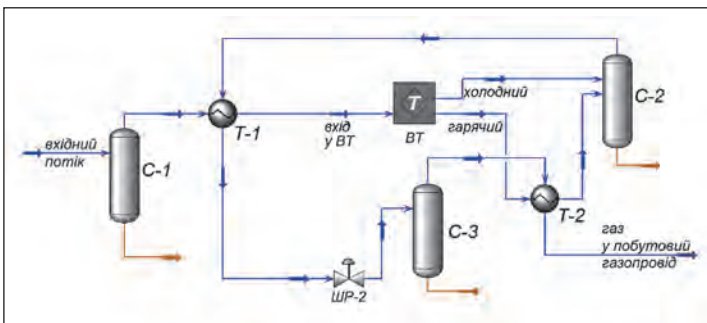 вхідний
потік
С-1
Т-1
вхід
у ВТ
Т
ВТ
холодний
гарячий
С-2
С-3
Т-2
ШР-2
газ
у побутовий
газопровід